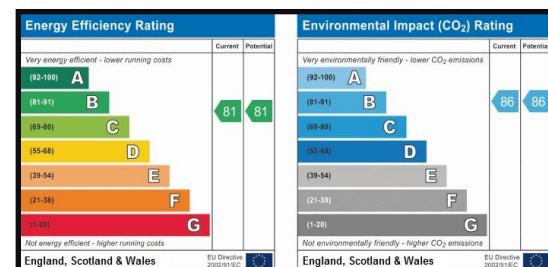 Energy Efficiency Rating
Current Potential
Very energy efficient - lower running costs
(92-100) A
(81-91) B
81 81
(69-80) C
(55-68) D
(39-54) E
(21-38) F
(1-20) G
Not energy efficient - higher running costs
England, Scotland & Wales
EU Directive
2002/91/EC
Environmental Impact (CO2) Rating
Current Potential
Very environmentally friendly - lower CO2 emissions
(92-100) A
(81-91) B
86 86
(69-80) C
(55-68) D
(39-54) E
(21-38) F
(1-20) G
Not environmentally friendly - higher CO2 emissions
England, Scotland & Wales
EU Directive
2002/91/EC